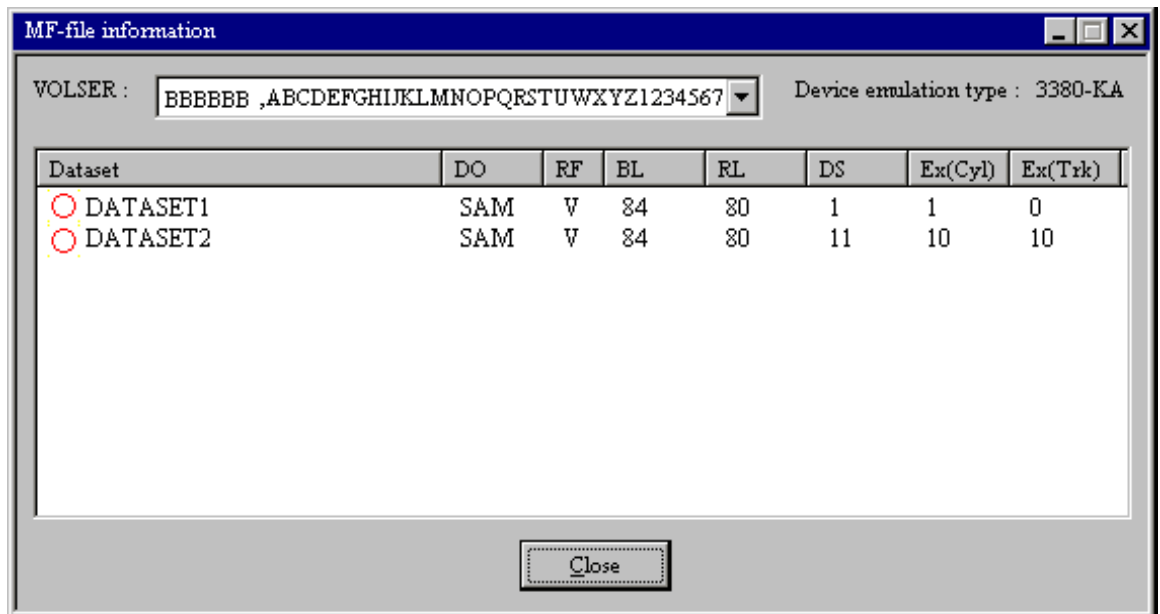 MF-file information
VOLSER : BBBBBB ,ABCDEFGHIJKLMNOPQRSTUWXYZ1234567 Device emulation type : 3380-KA
Dataset DO RF BL RL DS Ex(Cyl) Ex(Trk)
DATASET1 SAM V 84 80 1 1 0
DATASET2 SAM V 84 80 11 10 10
Close